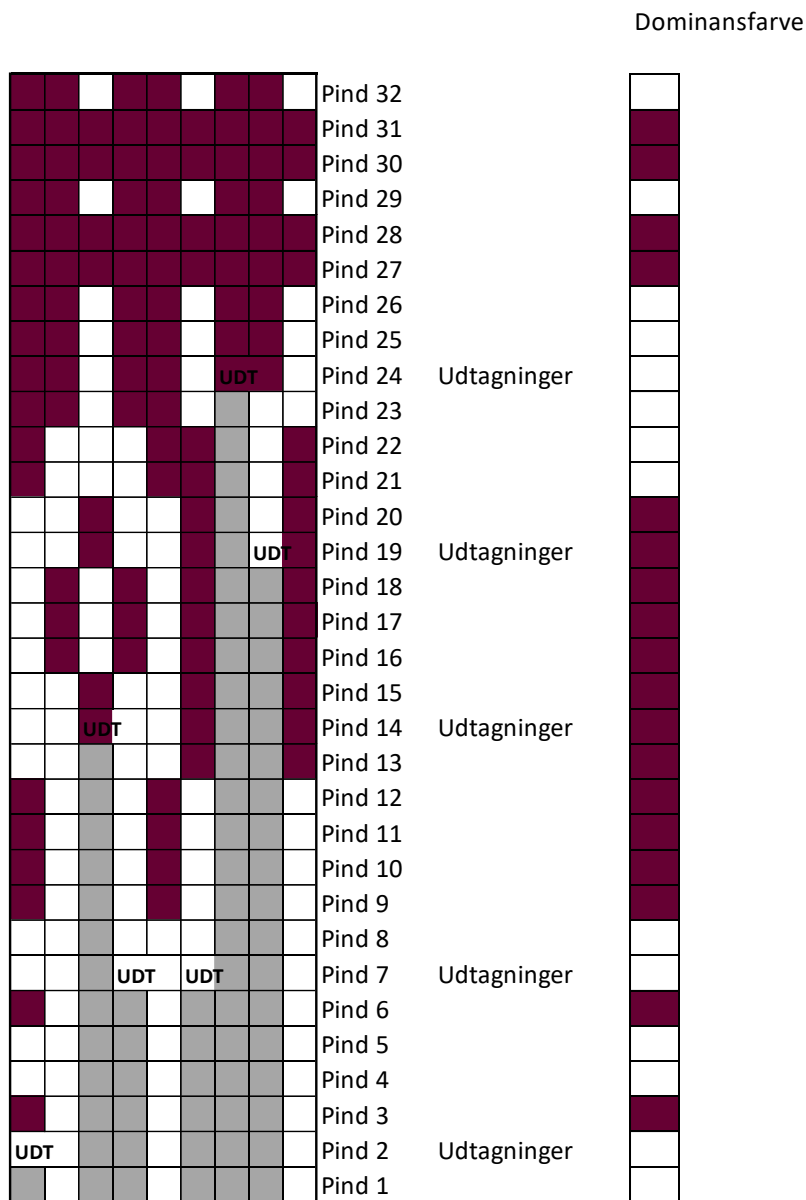 Dominansfarve
Pind 32
Pind 31
Pind 30
Pind 29
Pind 28
Pind 27
Pind 26
Pind 25
UDT Pind 24 Udtagninger
Pind 23
Pind 22
Pind 21
Pind 20
UDT Pind 19 Udtagninger
Pind 18
Pind 17
Pind 16
Pind 15
UDT Pind 14 Udtagninger
Pind 13
Pind 12
Pind 11
Pind 10
Pind 9
Pind 8
UDT UDT Pind 7 Udtagninger
Pind 6
Pind 5
Pind 4
Pind 3
UDT Pind 2 Udtagninger
Pind 1